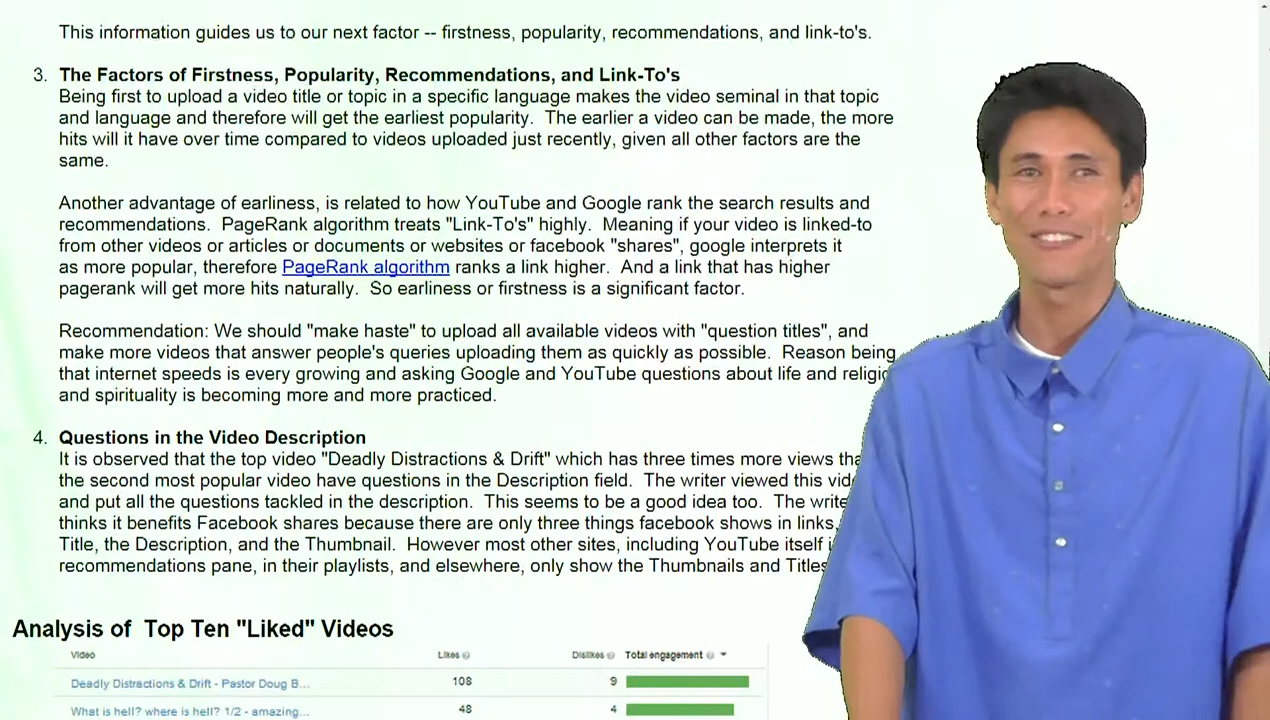 This information guides us to our next factor -- firstness, popularity, recommendations, and link-to's.
3. The Factors of Firstness, Popularity, Recommendations, and Link-To's
Being first to upload a video title or topic in a specific language makes the video seminal in that topic
and language and therefore will get the earliest popularity. The earlier a video can be made, the more
hits will it have over time compared to videos uploaded just recently, given all other factors are the
same.
Another advantage of earliness, is related to how YouTube and Google rank the search results and
recommendations. PageRank algorithm treats "Link-To's" highly. Meaning if your video is linked-to
from other videos or articles or documents or websites or facebook "shares", google interprets it
as more popular, therefore PageRank algorithm ranks a link higher. And a link that has higher
pagerank will get more hits naturally. So earliness or firstness is a significant factor.
Recommendation: We should "make haste" to upload all available videos with "question titles", and
make more videos that answer people's queries uploading them as quickly as possible. Reason being
that internet speeds is every growing and asking Google and YouTube questions about life and
and spirituality is becoming more and more practiced.
4. Questions in the Video Description
It is observed that the top video "Deadly Distractions & Drift" which has three times more views
the second most popular video have questions in the Description field. The writer viewed this
and put all the questions tackled in the description. This seems to be a good idea too. The
thinks it benefits Facebook shares because there are only three things facebook shows in links,
Title, the Description, and the Thumbnail. However most other sites, including YouTube itself
recommendations pane, in their playlists, and elsewhere, only show the Thumbnails and Titles
Analysis of Top Ten "Liked" Videos
Video Likes Dislikes Total engagement
Deadly Distractions & Drift - Pastor Doug B... 108 9
What is hell? where is hell? 1/2 - amazing... 48 4